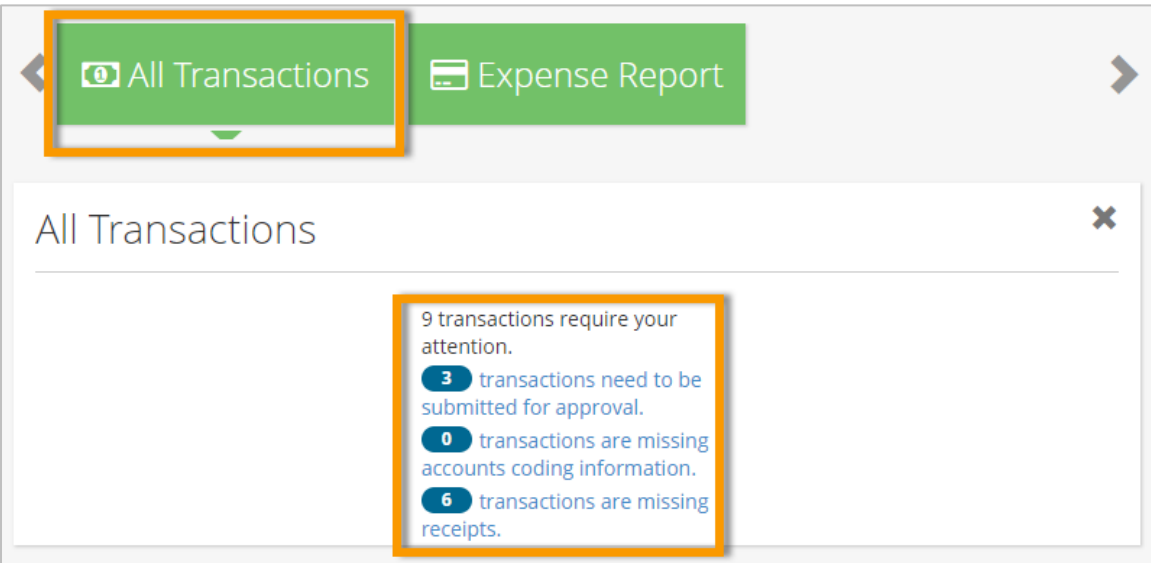 All Transactions
Expense Report
All Transactions
9 transactions require your
attention.
3 transactions need to be
submitted for approval.
0 transactions are missing
accounts coding information.
6 transactions are missing
receipts.